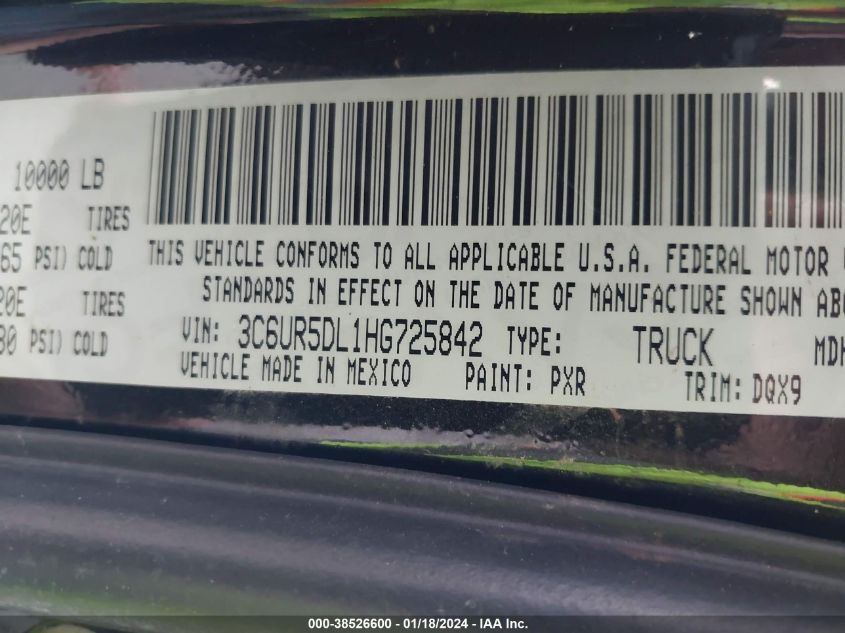 10000 LB
20E TIRES
65 PSI) COLD
20E TIRES
80 PSI) COLD
THIS VEHICLE CONFORMS TO ALL APPLICABLE U.S.A. FEDERAL MOTOR
STANDARDS IN EFFECT ON THE DATE OF MANUFACTURE SHOWN ABO
VIN: 3C6UR5DL1HG725842 TYPE: TRUCK MDH
VEHICLE MADE IN MEXICO PAINT: PXR TRIM: DQX9
000-38526600 - 01/18/2024 - IAA Inc.